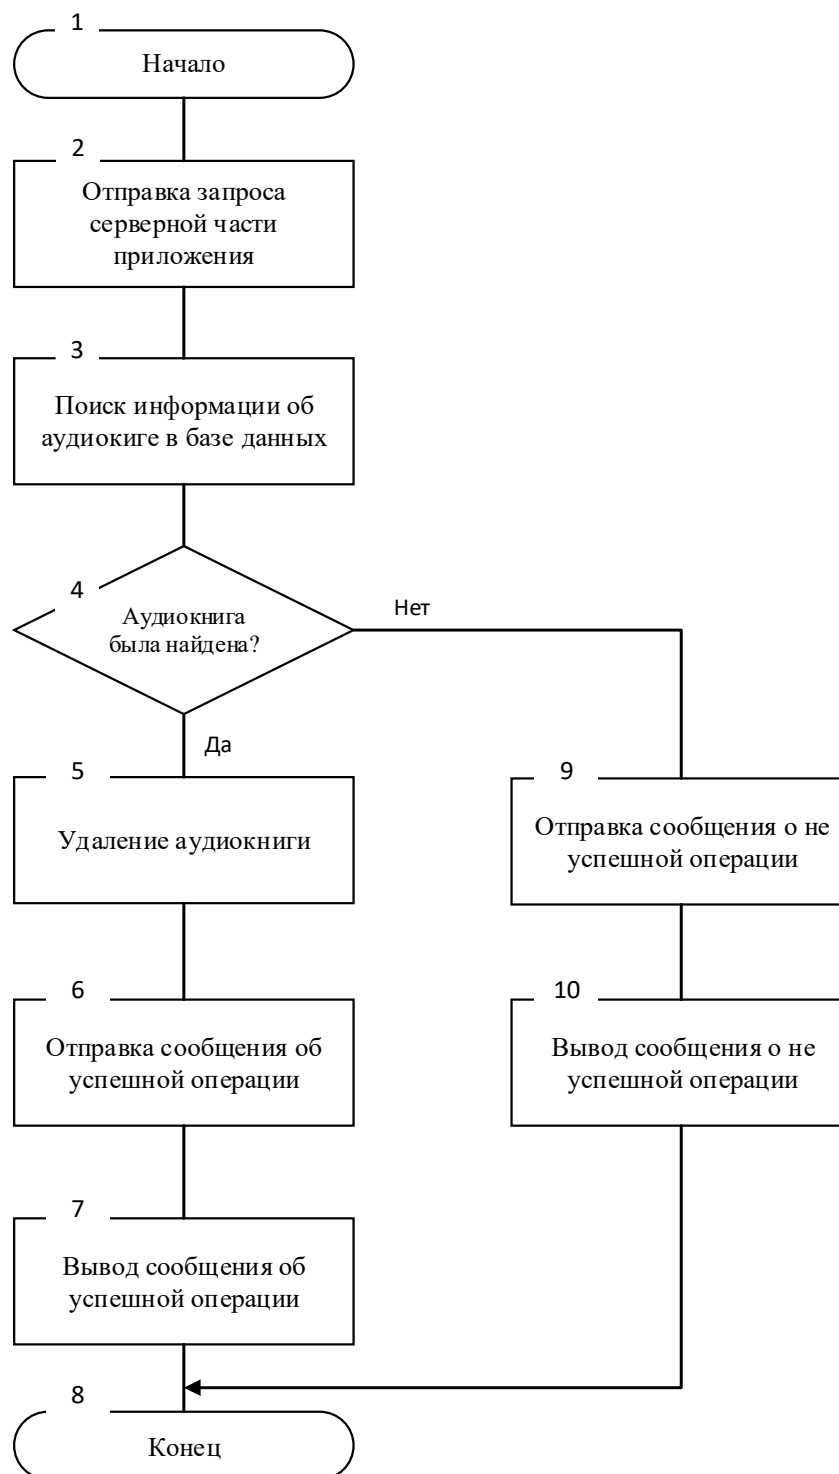 1
Начало
2
Отправка запроса
серверной части
приложения
3
Поиск информации об
аудиокиге в базе данных
4
Аудиокнига
была найдена?
Нет
Да
5
Удаление аудиокниги
9
Отправка сообщения о не
успешной операции
6
Отправка сообщения об
успешной операции
10
Вывод сообщения о не
успешной операции
7
Вывод сообщения об
успешной операции
8
Конец